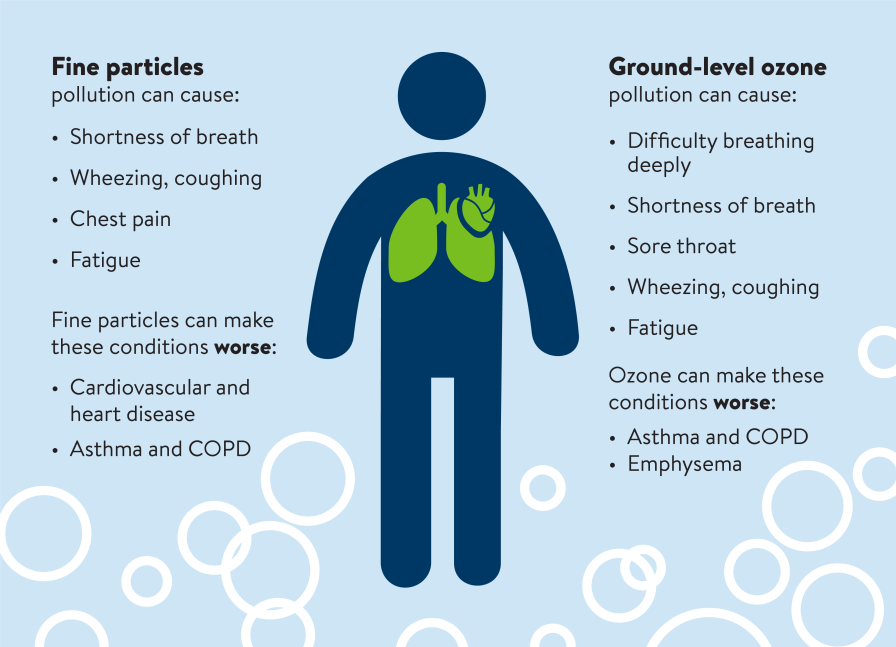 Fine particles
pollution can cause:
• Shortness of breath
• Wheezing, coughing
• Chest pain
• Fatigue
Fine particles can make
these conditions worse:
• Cardiovascular and
heart disease
• Asthma and COPD
Ground-level ozone
pollution can cause:
• Difficulty breathing
deeply
• Shortness of breath
• Sore throat
• Wheezing, coughing
• Fatigue
Ozone can make these
conditions worse:
• Asthma and COPD
• Emphysema